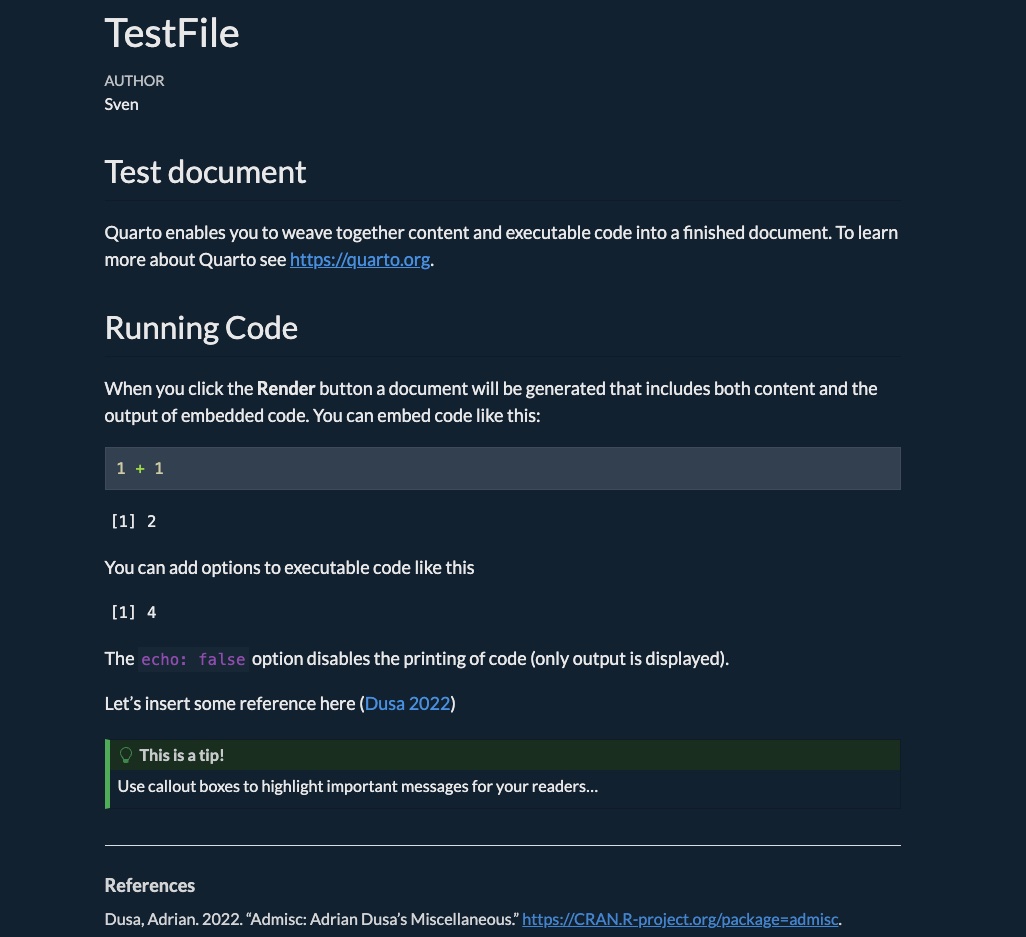 TestFile
AUTHOR
Sven
Test document
Quarto enables you to weave together content and executable code into a finished document. To learn
more about Quarto see https://quarto.org.
Running Code
When you click the Render button a document will be generated that includes both content and the
output of embedded code. You can embed code like this:
1 + 1
[1] 2
You can add options to executable code like this
[1] 4
The echo: false option disables the printing of code (only output is displayed).
Let’s insert some reference here (Dusa 2022)
This is a tip!
Use callout boxes to highlight important messages for your readers…
References
Dusa, Adrian. 2022. “Admisc: Adrian Dusa’s Miscellaneous.” https://CRAN.R-project.org/package=admisc.